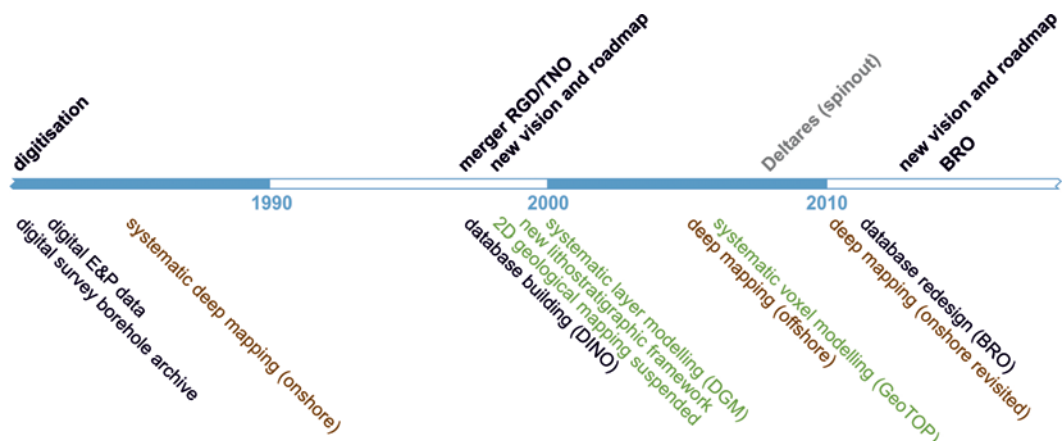 digitisation
merger RGD/TNO
new vision and roadmap
Deltares (spinout)
new vision and roadmap
BRO
1990
2000
2010
digital survey borehole archive
digital E&P data
systematic deep mapping (onshore)
database building (DINO)
2D geological mapping suspended
new lithostratigraphic framework
systematic layer modelling (DGM)
deep mapping (offshore)
systematic voxel modelling (GeoTOP)
deep mapping (onshore revisited)
database redesign (BRO)